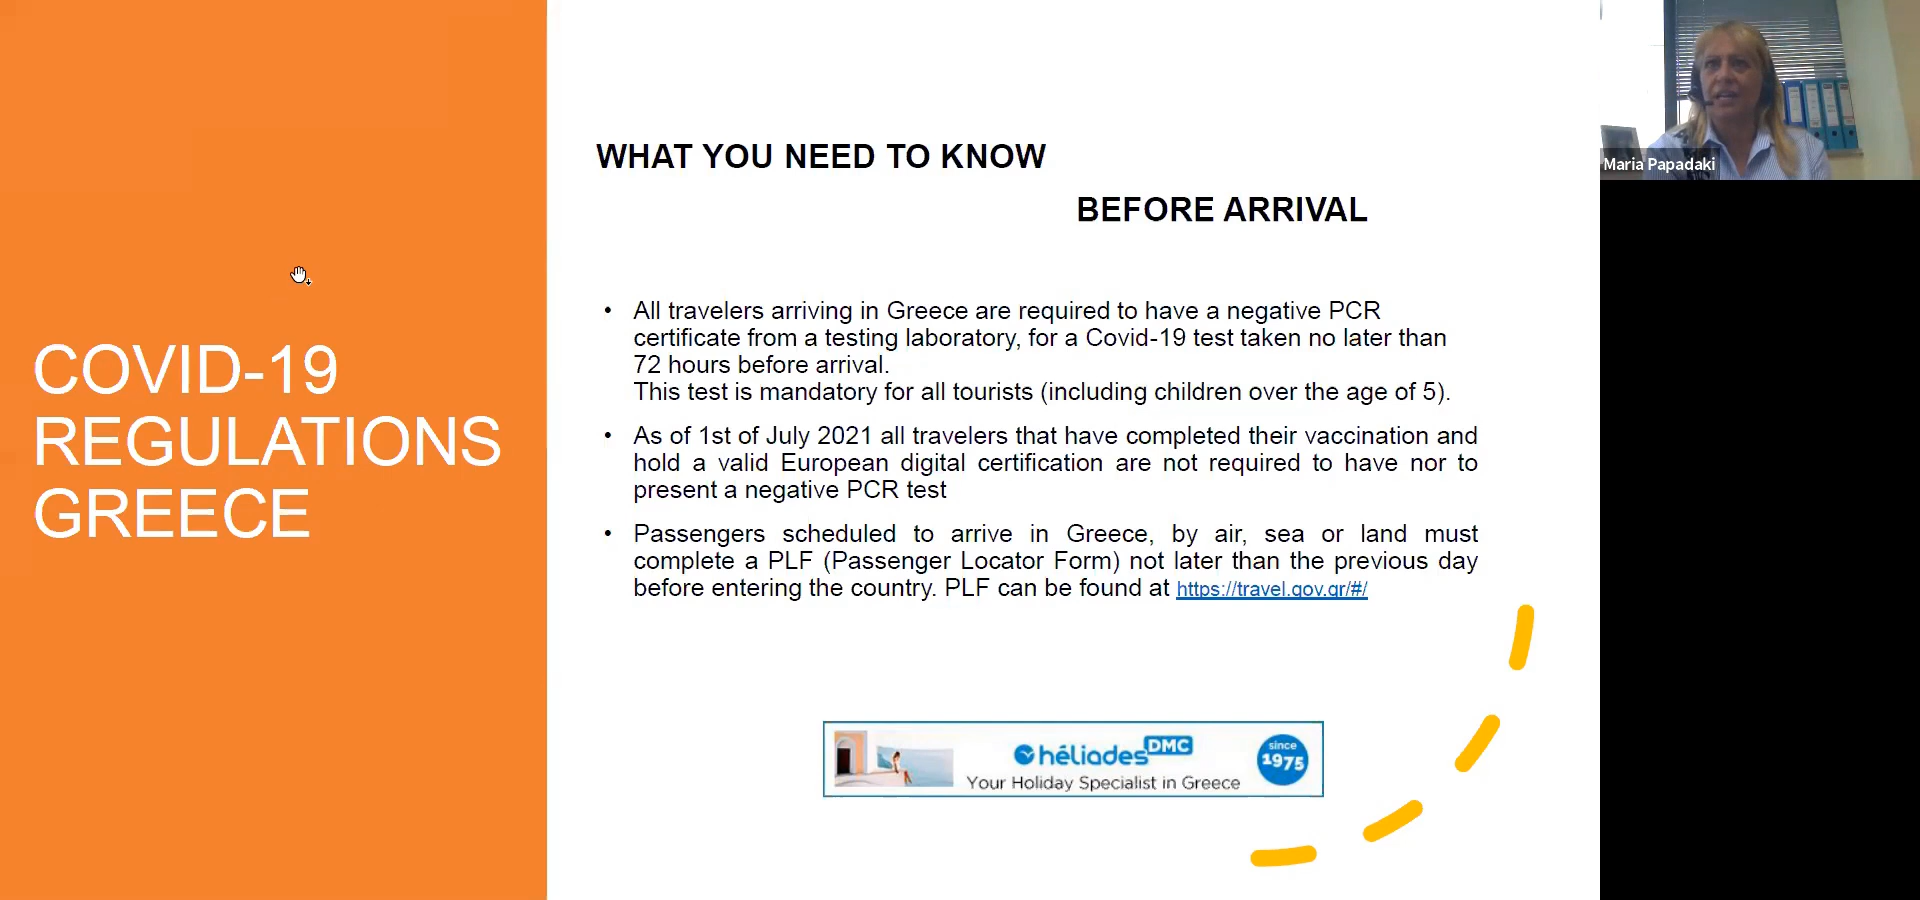 COVID-19
REGULATIONS
GREECE
WHAT YOU NEED TO KNOW
BEFORE ARRIVAL
• All travelers arriving in Greece are required to have a negative PCR
certificate from a testing laboratory, for a Covid-19 test taken no later than
72 hours before arrival.
This test is mandatory for all tourists (including children over the age of 5).
• As of 1st of July 2021 all travelers that have completed their vaccination and
hold a valid European digital certification are not required to have nor to
present a negative PCR test
• Passengers scheduled to arrive in Greece, by air, sea or land must
complete a PLF (Passenger Locator Form) not later than the previous day
before entering the country. PLF can be found at https://travel.gov.gr/#/
héliades DMC
Your Holiday Specialist in Greece
since
1975
Maria Papadaki